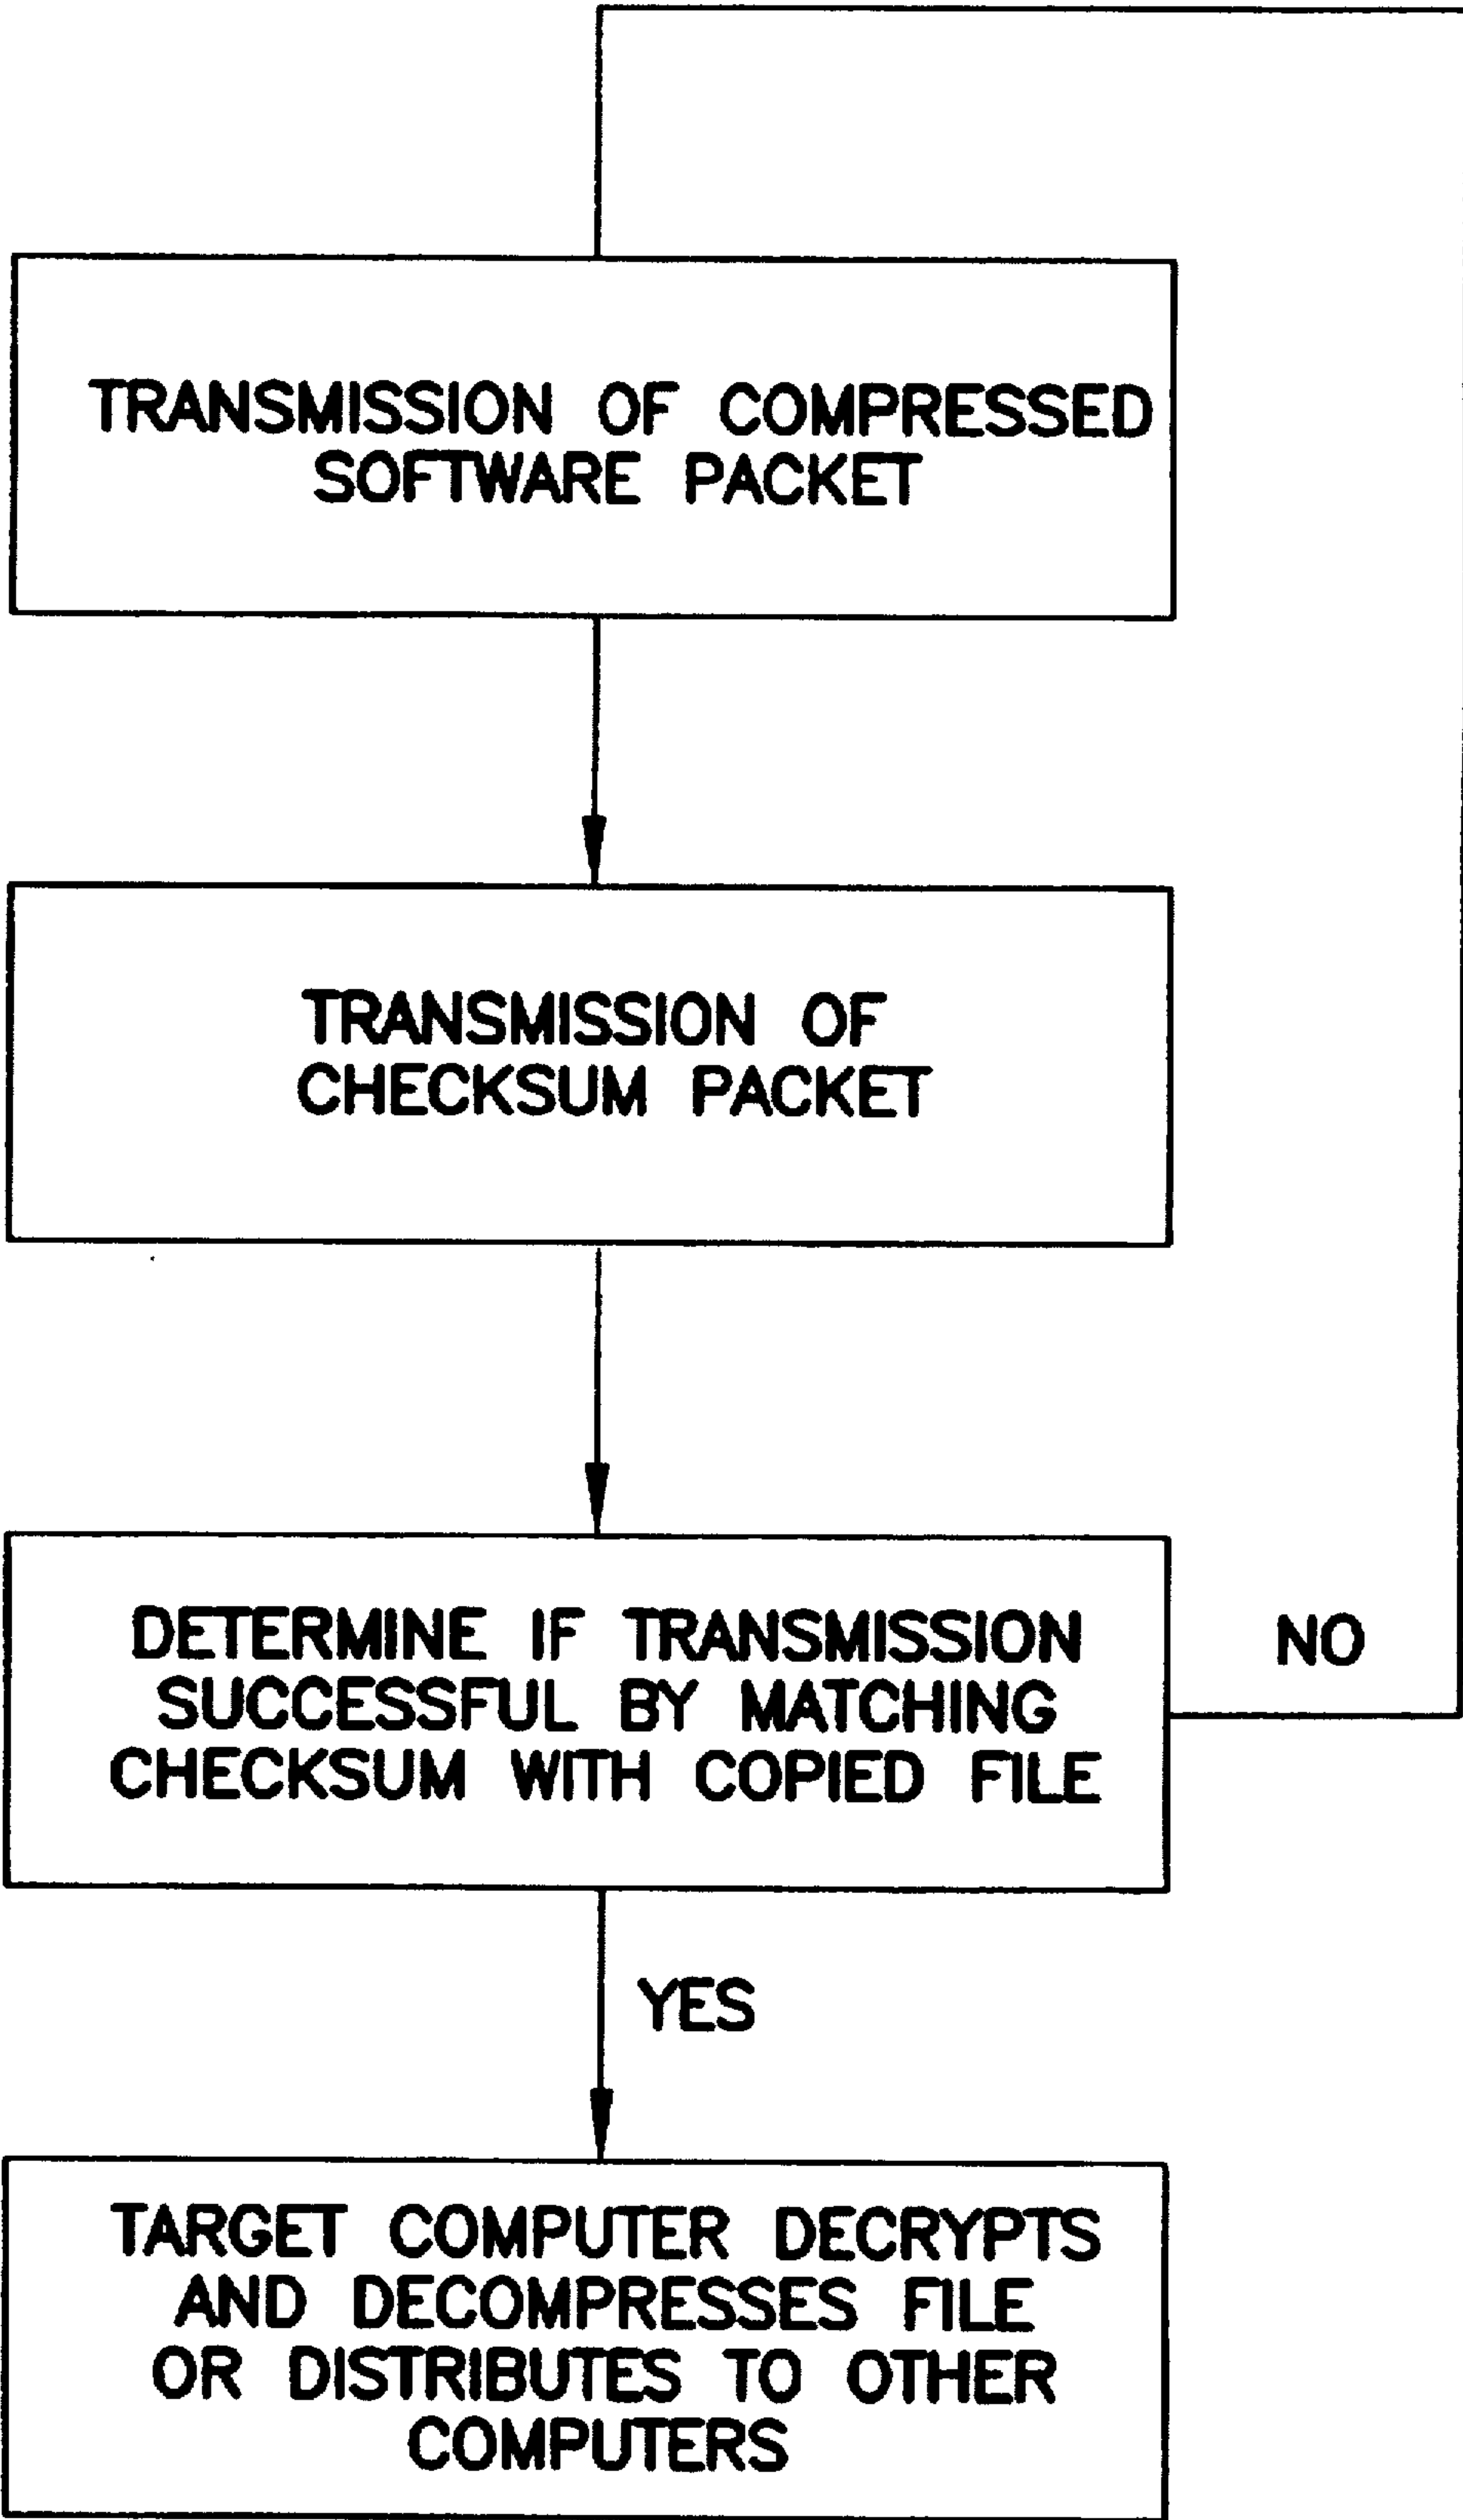 TRANSMISSION OF COMPRESSED
SOFTWARE PACKET
TRANSMISSION OF
CHECKSUM PACKET
DETERMINE IF TRANSMISSION
SUCCESSFUL BY MATCHING
CHECKSUM WITH COPIED FILE
NO
YES
TARGET COMPUTER DECRYPTS
AND DECOMPRESSES FILE
OR DISTRIBUTES TO OTHER
COMPUTERS